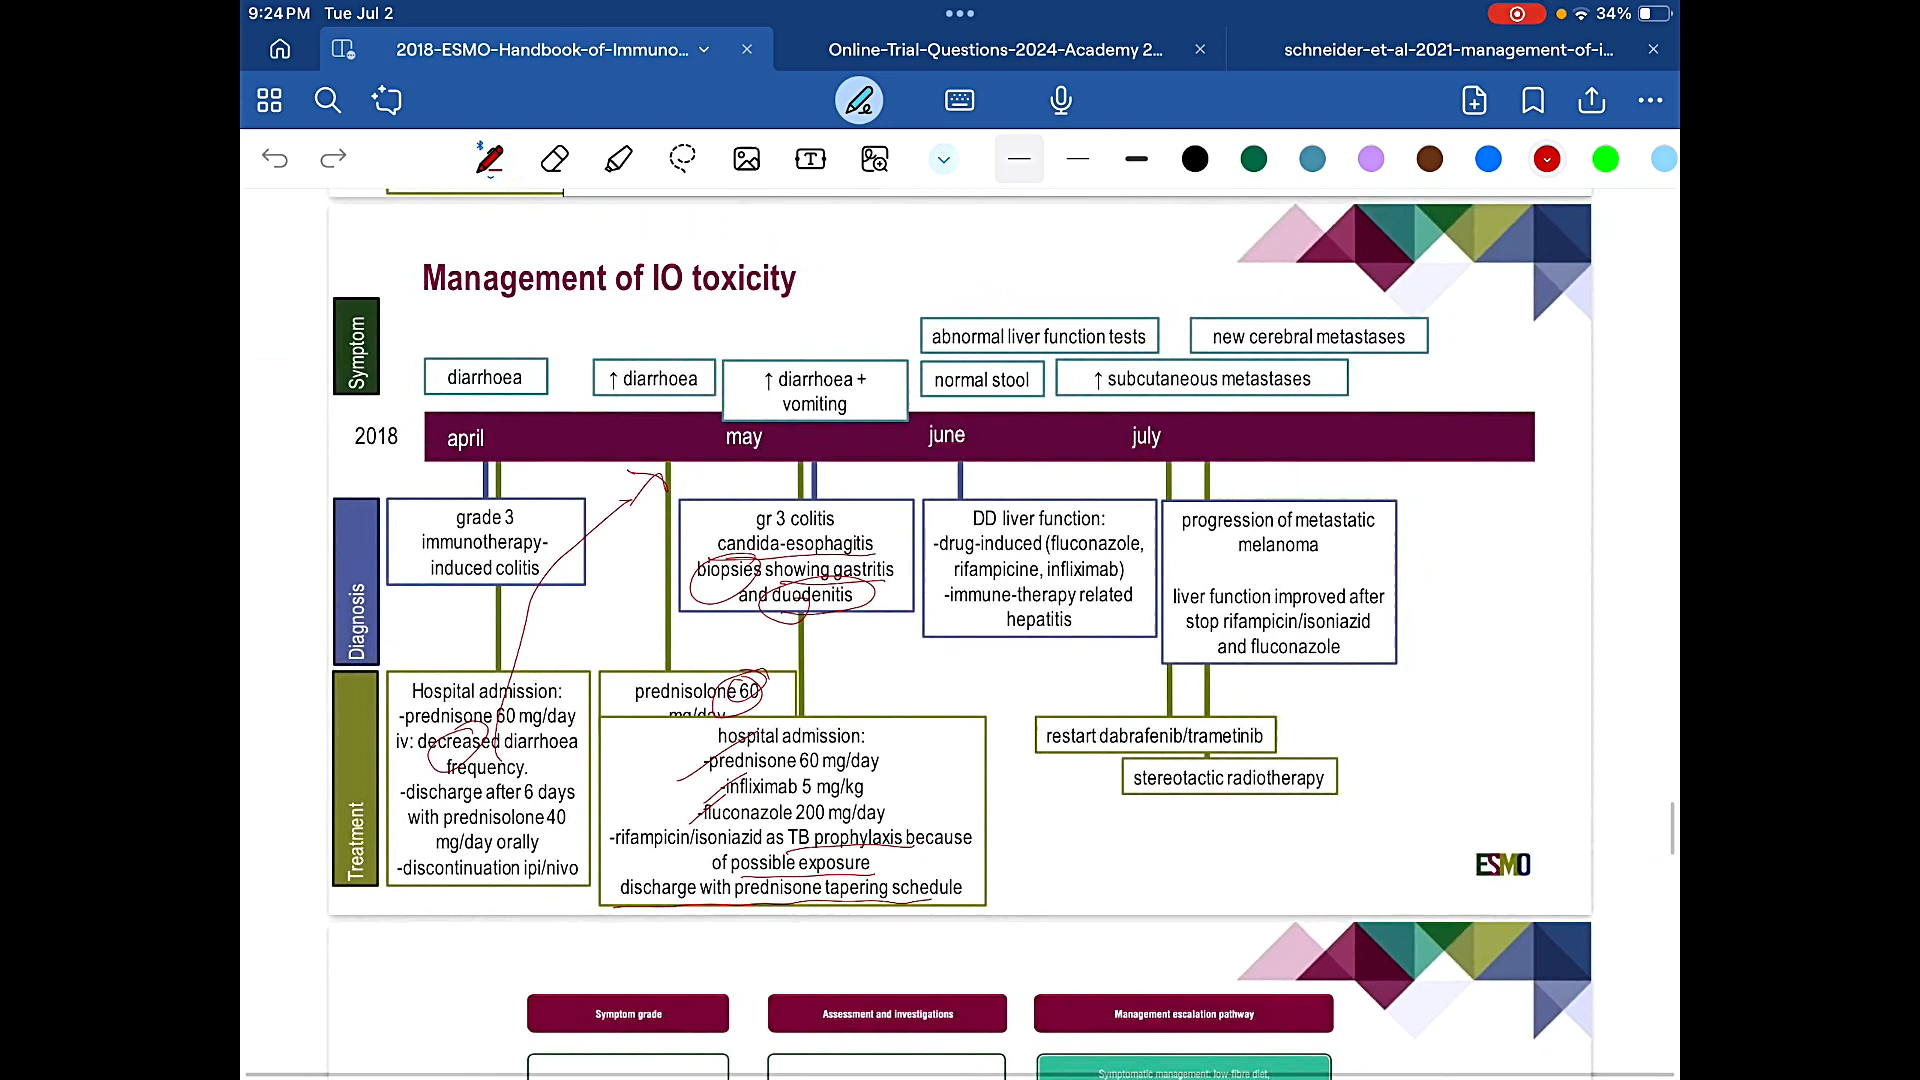 9:24 PM Tue Jul 2
34%
2018-ESMO-Handbook-of-Immuno...
Online-Trial-Questions-2024-Academy 2...
schneider-et-al-2021-management-of-i...
Management of IO toxicity
Symptom
abnormal liver function tests
new cerebral metastases
diarrhoea
↑ diarrhoea
↑ diarrhoea +
vomiting
normal stool
↑ subcutaneous metastases
2018
april
may
june
july
Diagnosis
grade 3
immunotherapy-
induced colitis
gr 3 colitis
candida-esophagitis
biopsies showing gastritis
and duodenitis
DD liver function:
-drug-induced (fluconazole,
rifampicine, infliximab)
-immune-therapy related
hepatitis
progression of metastatic
melanoma
liver function improved after
stop rifampicin/isoniazid
and fluconazole
Treatment
Hospital admission:
-prednisone 60 mg/day
iv: decreased diarrhoea
frequency.
-discharge after 6 days
with prednisolone 40
mg/day orally
-discontinuation ipi/nivo
prednisolone 60
mg/day
hospital admission:
-prednisone 60 mg/day
-infliximab 5 mg/kg
-fluconazole 200 mg/day
-rifampicin/isoniazid as TB prophylaxis because
of possible exposure
discharge with prednisone tapering schedule
restart dabrafenib/trametinib
stereotactic radiotherapy
ESMO
Symptom grade
Assessment and investigations
Management escalation pathway
Symptomatic management: low-fibre diet,